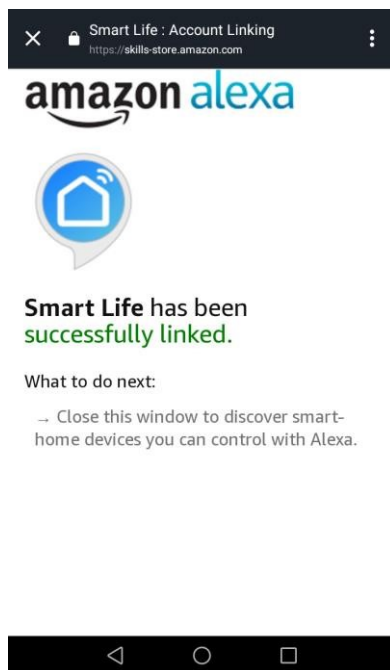 Smart Life : Account Linking
https://skills-store.amazon.com
amazon alexa
Smart Life has been
successfully linked.
What to do next:
→ Close this window to discover smart-
home devices you can control with Alexa.